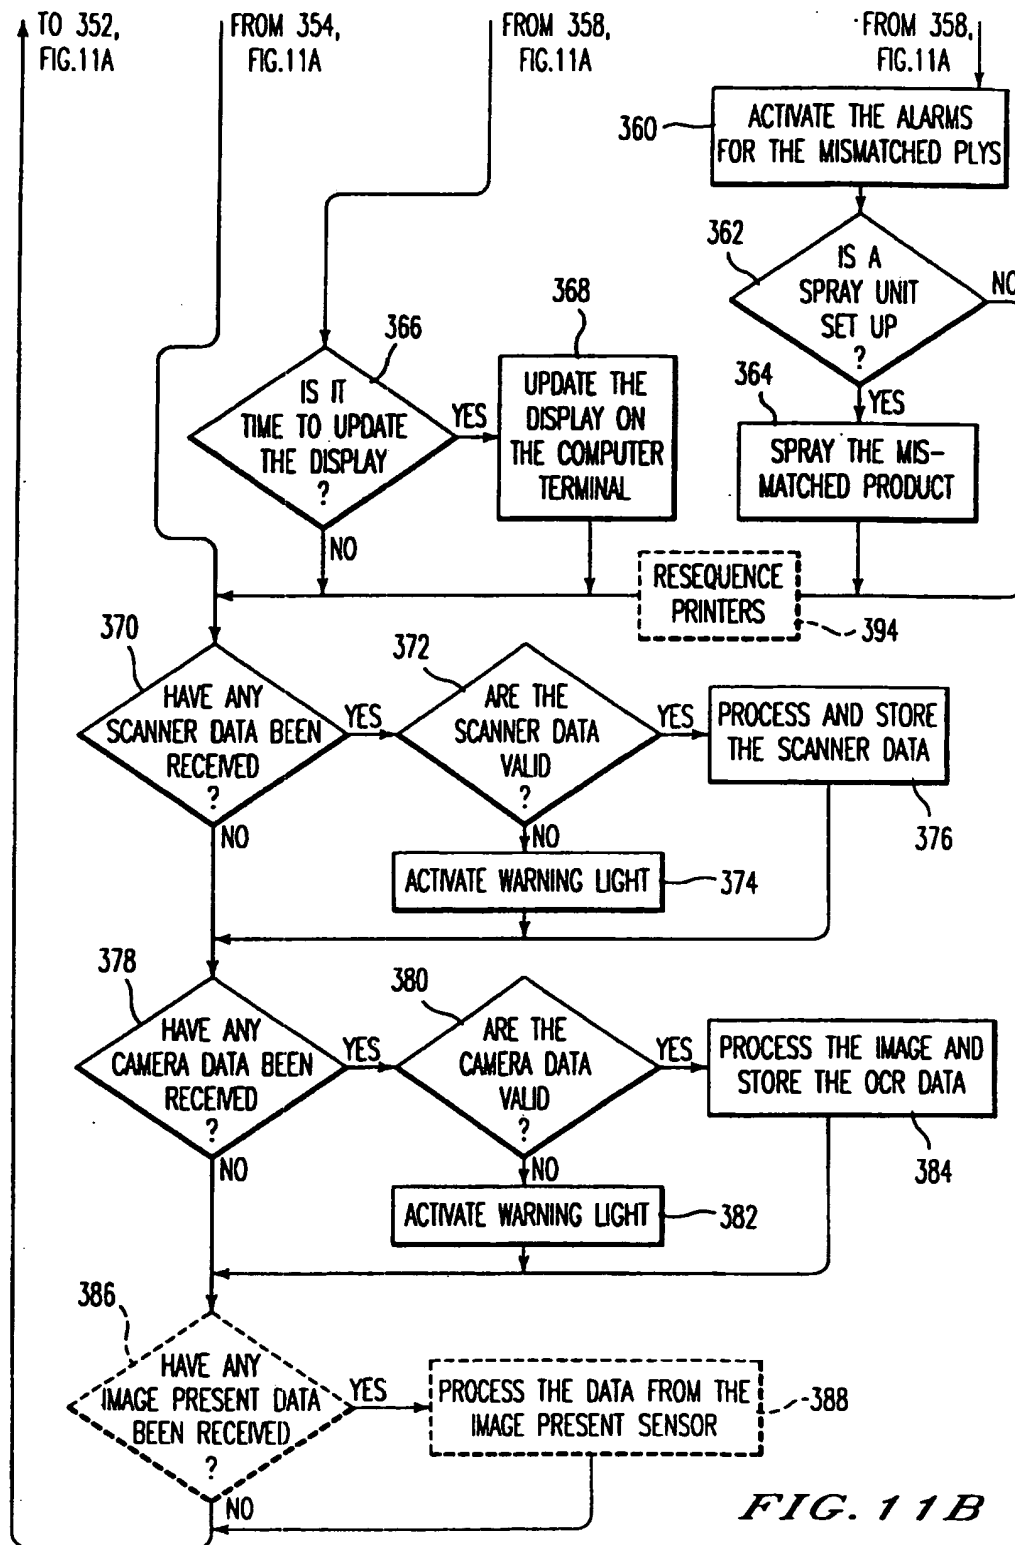 TO 352,
FIG.11A
FROM 354,
FIG.11A
FROM 358,
FIG.11A
FROM 358,
FIG.11A
360
ACTIVATE THE ALARMS
FOR THE MISMATCHED PLYS
362
IS A
SPRAY UNIT
SET UP
?
NO
YES
364
SPRAY THE MIS-
MATCHED PRODUCT
366
IS IT
TIME TO UPDATE
THE DISPLAY
?
YES
NO
368
UPDATE THE
DISPLAY ON
THE COMPUTER
TERMINAL
RESEQUENCE
PRINTERS
394
370
HAVE ANY
SCANNER DATA BEEN
RECEIVED
?
YES
NO
372
ARE THE
SCANNER DATA
VALID
?
YES
NO
PROCESS AND STORE
THE SCANNER DATA
376
ACTIVATE WARNING LIGHT
374
378
HAVE ANY
CAMERA DATA BEEN
RECEIVED
?
YES
NO
380
ARE THE
CAMERA DATA
VALID
?
YES
NO
PROCESS THE IMAGE AND
STORE THE OCR DATA
384
ACTIVATE WARNING LIGHT
382
386
HAVE ANY
IMAGE PRESENT DATA
BEEN RECEIVED
?
YES
NO
PROCESS THE DATA FROM THE
IMAGE PRESENT SENSOR
388
FIG. 11B